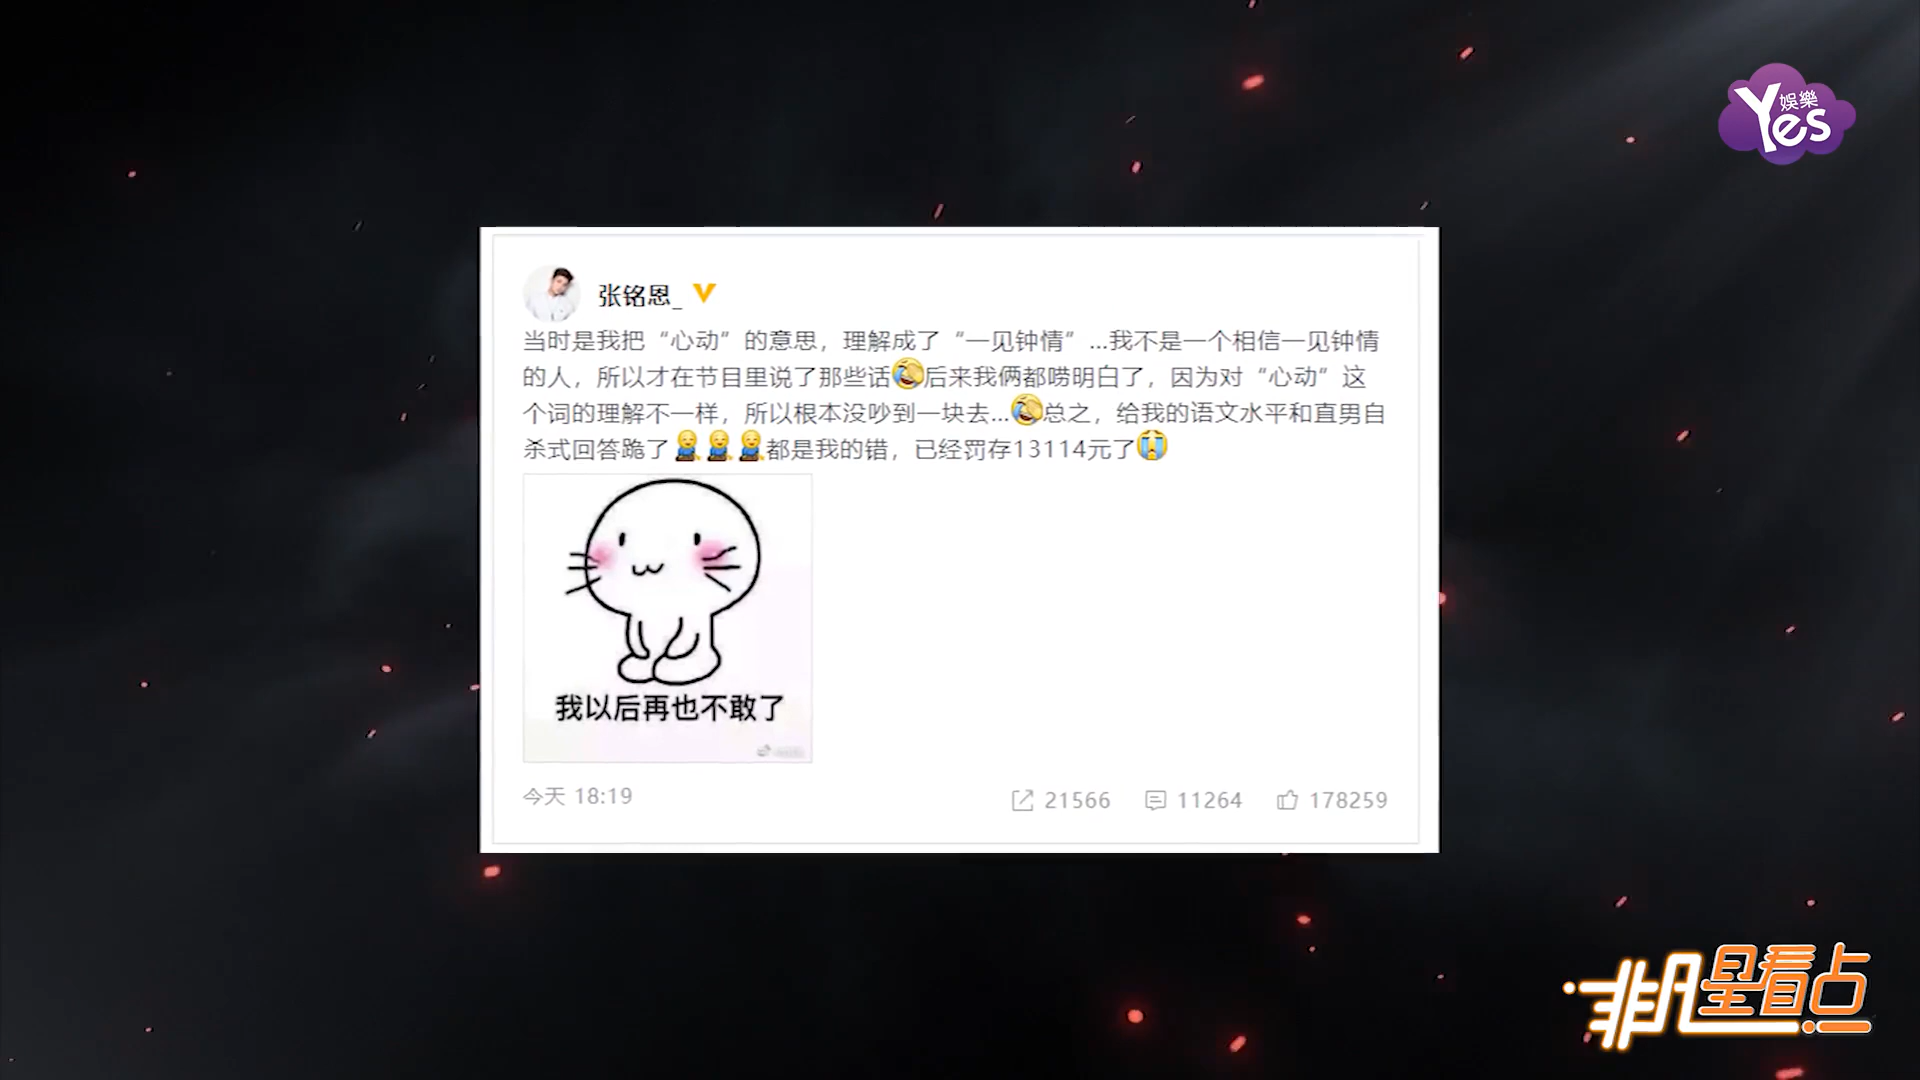 娛樂
Yes
张铭恩_
当时是我把“心动”的意思，理解成了“一见钟情”...我不是一个相信一见钟情
的人，所以才在节目里说了那些话🤣后来我俩都唠明白了，因为对“心动”这
个词的理解不一样，所以根本没吵到一块去...🤣总之，给我的语文水平和直男自
杀式回答跪了🧎🧎🧎都是我的错，已经罚存13114元了😭
我以后再也不敢了
今天 18:19
21566 11264 178259
非凡星看点